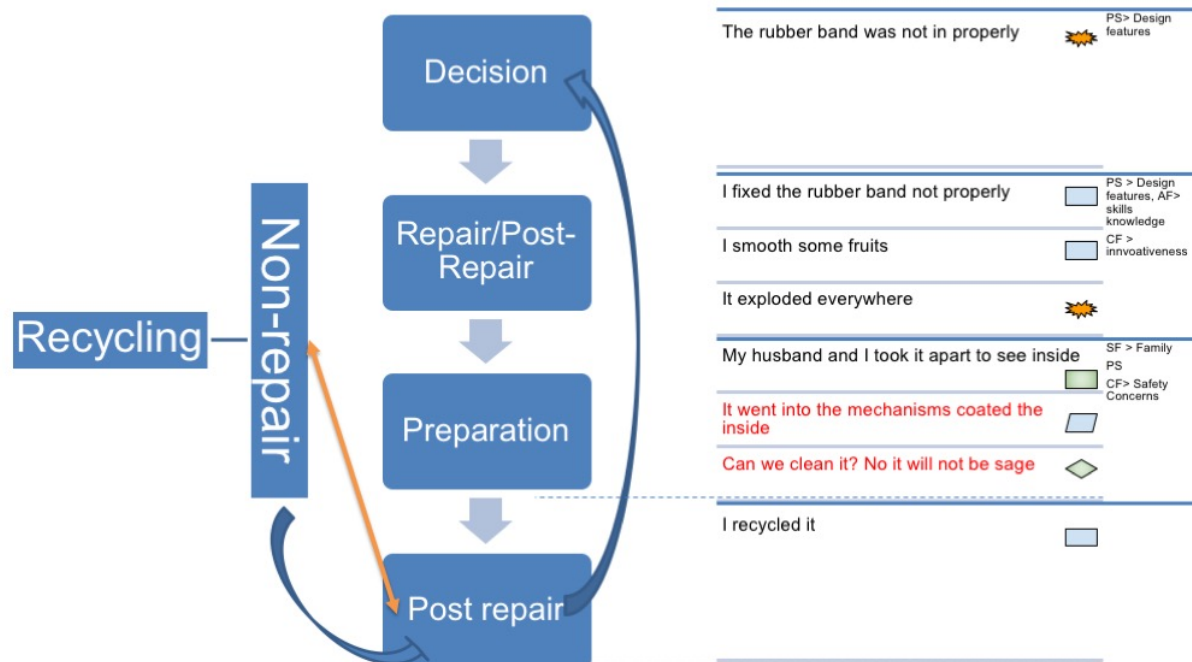 Decision
Repair/Post-
Repair
Preparation
Post repair
Non-repair
Recycling
The rubber band was not in properly
PS> Design
features
I fixed the rubber band not properly
PS > Design
features, AF>
skills
knowledge
I smooth some fruits
CF >
innvoativeness
It exploded everywhere
My husband and I took it apart to see inside
SF > Family
PS
CF> Safety
Concerns
It went into the mechanisms coated the
inside
Can we clean it? No it will not be sage
I recycled it